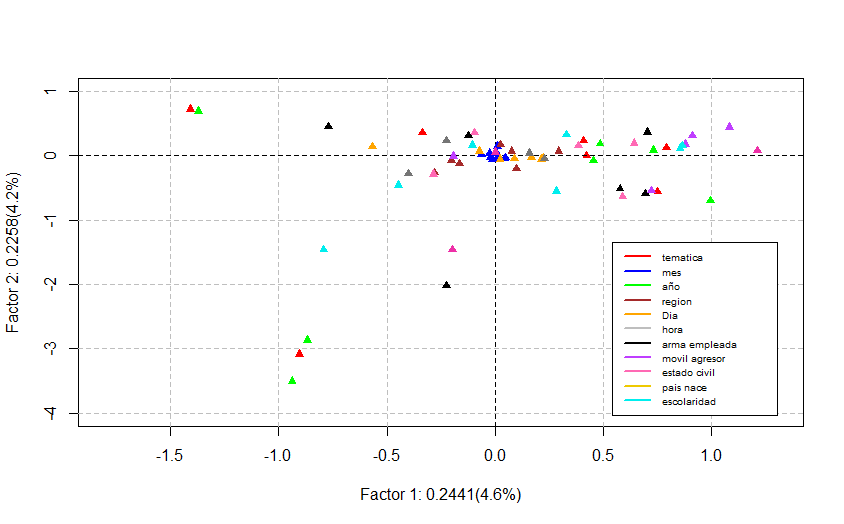 1
0
-1
-2
-3
-4
Factor 2: 0.2258(4.2%)
-1.5
-1.0
-0.5
0.0
0.5
1.0
Factor 1: 0.2441(4.6%)
tematica
mes
año
region
Dia
hora
arma empleada
movil agresor
estado civil
pais nace
escolaridad